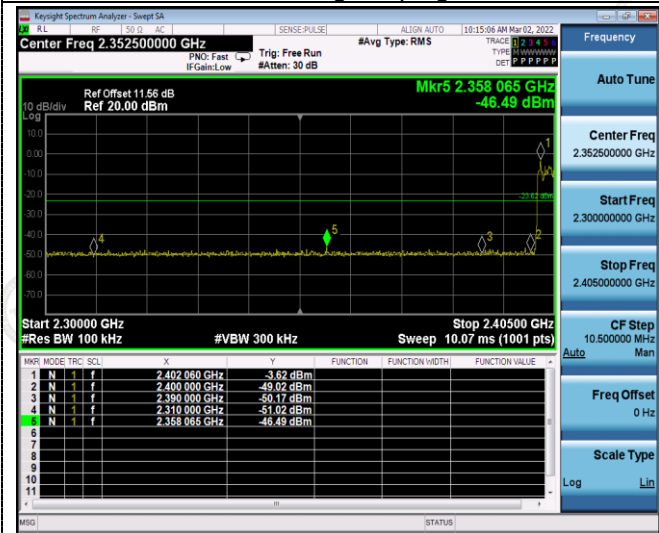 Keysight Spectrum Analyzer - Swept SA
RL RF 50 Ω AC SENSE:PULSE ALIGN AUTO 10:15:06 AM Mar 02, 2022
Center Freq 2.352500000 GHz
PNO: Fast
IFGain:Low
Trig: Free Run
#Atten: 30 dB
#Avg Type: RMS
TRACE 1 2 3 4 5 6
TYPE M
DET P P P P P P
Ref Offset 11.56 dB
10 dB/div Ref 20.00 dBm
Log
Mkr5 2.358 065 GHz
-46.49 dBm
10.0
0.00
-10.0
-20.0
-30.0
-40.0
-50.0
-60.0
-70.0
-23.62 dBm
1
2
3
4
5
Start 2.30000 GHz
Stop 2.40500 GHz
#Res BW 100 kHz
#VBW 300 kHz
Sweep 10.07 ms (1001 pts)
MKR MODE TRC SCL X Y FUNCTION FUNCTION WIDTH FUNCTION VALUE
1 N 1 f 2.402 060 GHz -3.62 dBm
2 N 1 f 2.400 000 GHz -49.02 dBm
3 N 1 f 2.390 000 GHz -50.17 dBm
4 N 1 f 2.310 000 GHz -51.02 dBm
5 N 1 f 2.358 065 GHz -46.49 dBm
6
7
8
9
10
11
MSG
STATUS
Frequency
Auto Tune
Center Freq
2.352500000 GHz
Start Freq
2.300000000 GHz
Stop Freq
2.405000000 GHz
CF Step
10.500000 MHz
Auto Man
Freq Offset
0 Hz
Scale Type
Log Lin